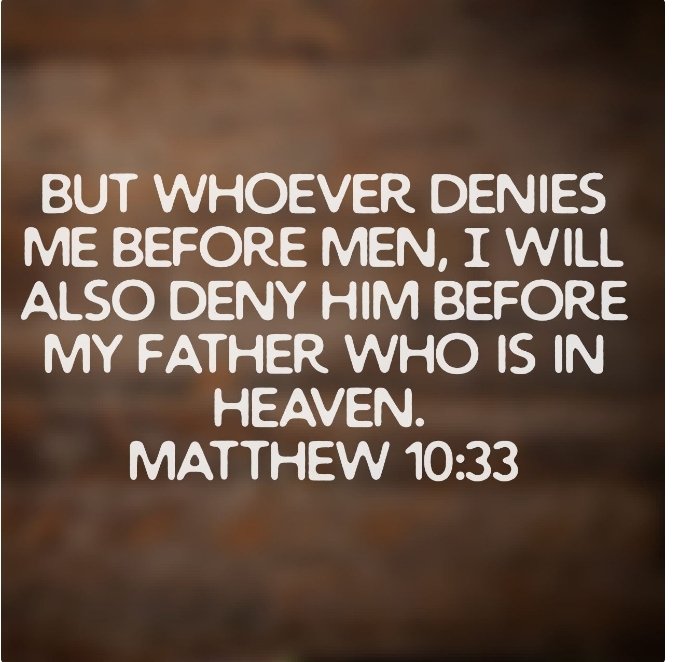 BUT WHOEVER DENIES
ME BEFORE MEN, I WILL
ALSO DENY HIM BEFORE
MY FATHER WHO IS IN
HEAVEN.
MATTHEW 10:33